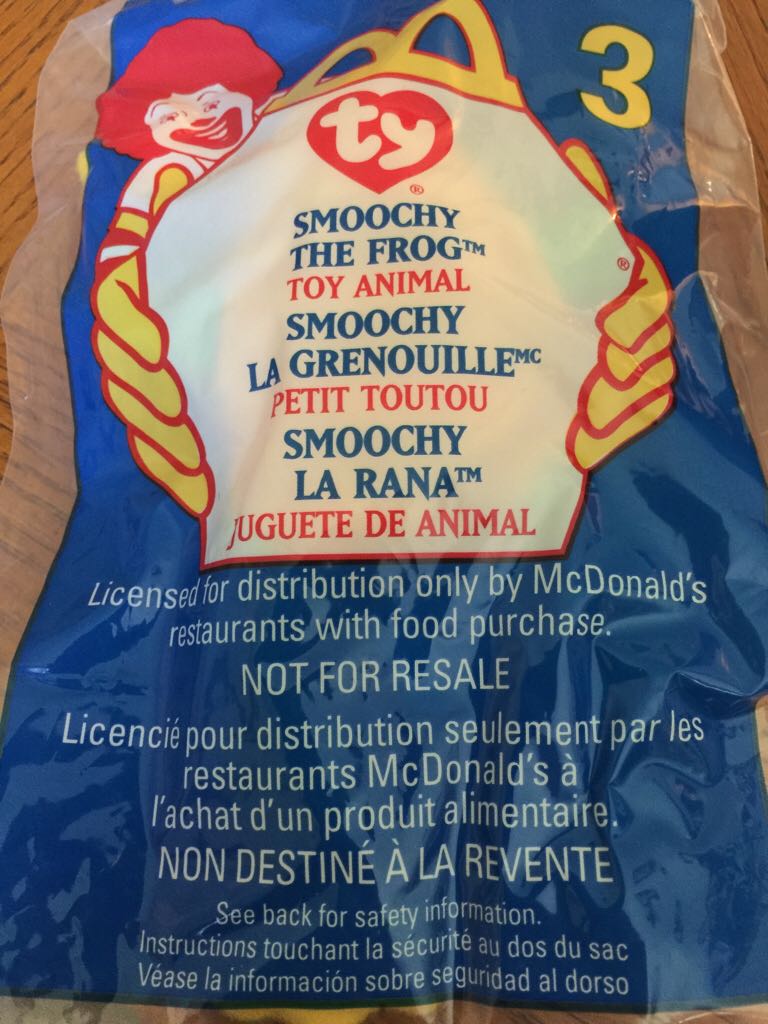 3
ty
®
SMOOCHY
THE FROG™
TOY ANIMAL
®
SMOOCHY
LA GRENOUILLEMC
PETIT TOUTOU
SMOOCHY
LA RANA™
JUGUETE DE ANIMAL
Licensed for distribution only by McDonald's
restaurants with food purchase.
NOT FOR RESALE
Licencié pour distribution seulement par les
restaurants McDonald's à
l'achat d'un produit alimentaire.
NON DESTINÉ À LA REVENTE
See back for safety information.
Instructions touchant la sécurité au dos du sac
Véase la información sobre seguridad al dorso